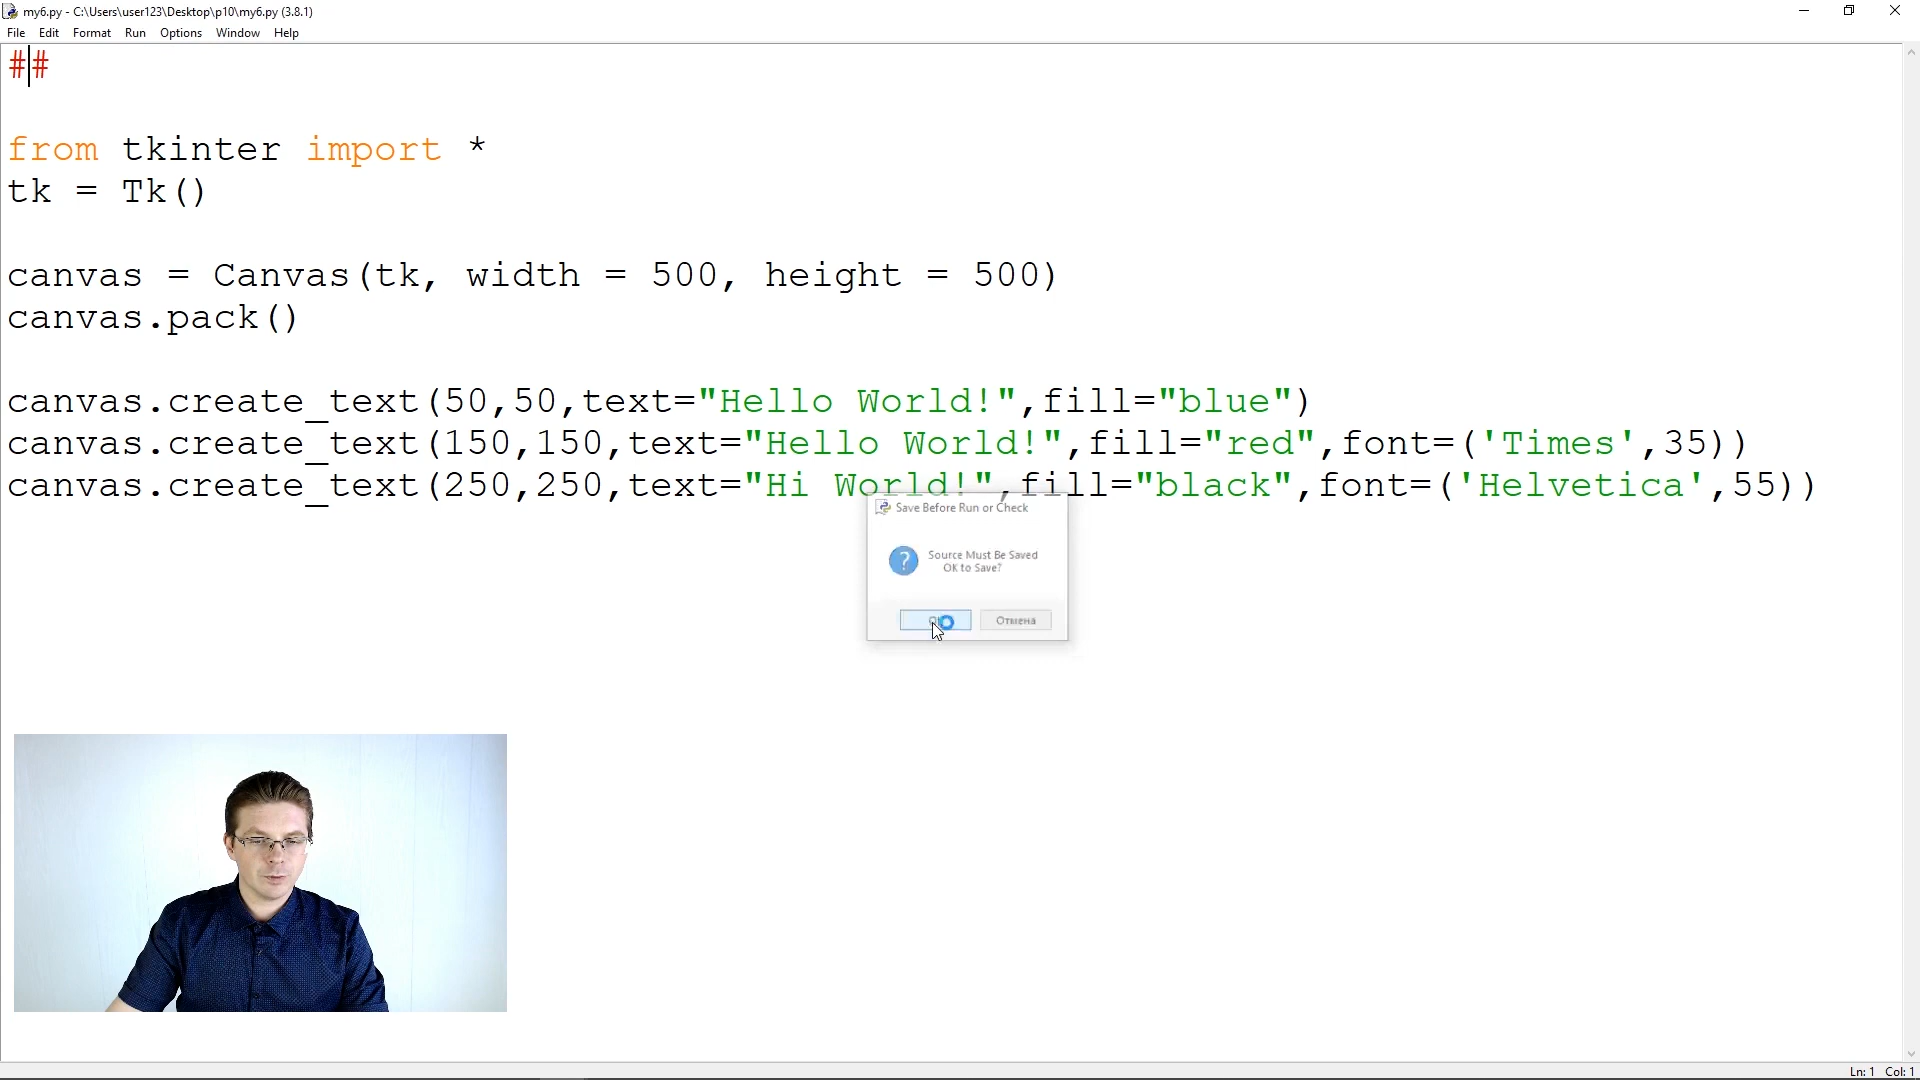 my6.py - C:\Users\user123\Desktop\p10\my6.py (3.8.1)
File Edit Format Run Options Window Help
##
from tkinter import *
tk = Tk()
canvas = Canvas(tk, width = 500, height = 500)
canvas.pack()
canvas.create_text(50,50,text="Hello World!",fill="blue")
canvas.create_text(150,150,text="Hello World!",fill="red",font=('Times',35))
canvas.create_text(250,250,text="Hi World!",fill="black",font=('Helvetica',55))
Save Before Run or Check
Source Must Be Saved
OK to Save?
Отмена
Ln: 1 Col: 1